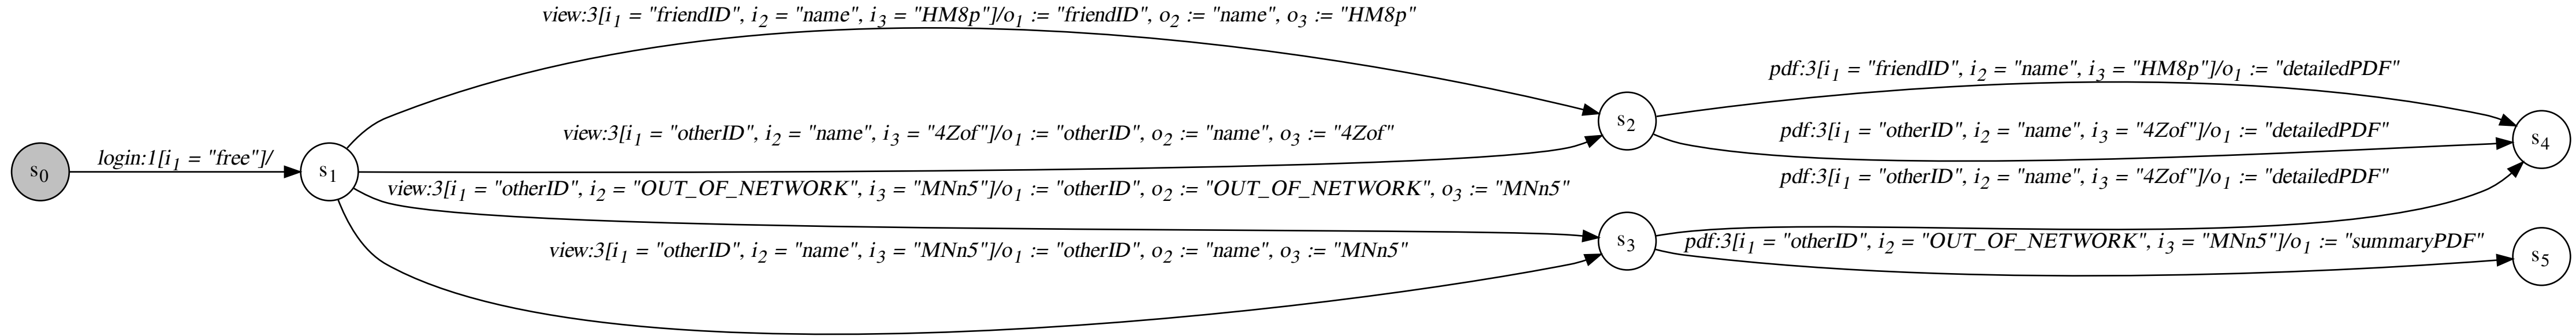 view:3[i1 = "friendID", i2 = "name", i3 = "HM8p"]/o1 := "friendID", o2 := "name", o3 := "HM8p"
pdf:3[i1 = "friendID", i2 = "name", i3 = "HM8p"]/o1 := "detailedPDF"
view:3[i1 = "otherID", i2 = "name", i3 = "4Zof"]/o1 := "otherID", o2 := "name", o3 := "4Zof"
s2
pdf:3[i1 = "otherID", i2 = "name", i3 = "4Zof"]/o1 := "detailedPDF"
s4
login:1[i1 = "free"]/
s0
s1
view:3[i1 = "otherID", i2 = "OUT_OF_NETWORK", i3 = "MNn5"]/o1 := "otherID", o2 := "OUT_OF_NETWORK", o3 := "MNn5"
pdf:3[i1 = "otherID", i2 = "name", i3 = "4Zof"]/o1 := "detailedPDF"
view:3[i1 = "otherID", i2 = "name", i3 = "MNn5"]/o1 := "otherID", o2 := "name", o3 := "MNn5"
s3
pdf:3[i1 = "otherID", i2 = "OUT_OF_NETWORK", i3 = "MNn5"]/o1 := "summaryPDF"
s5